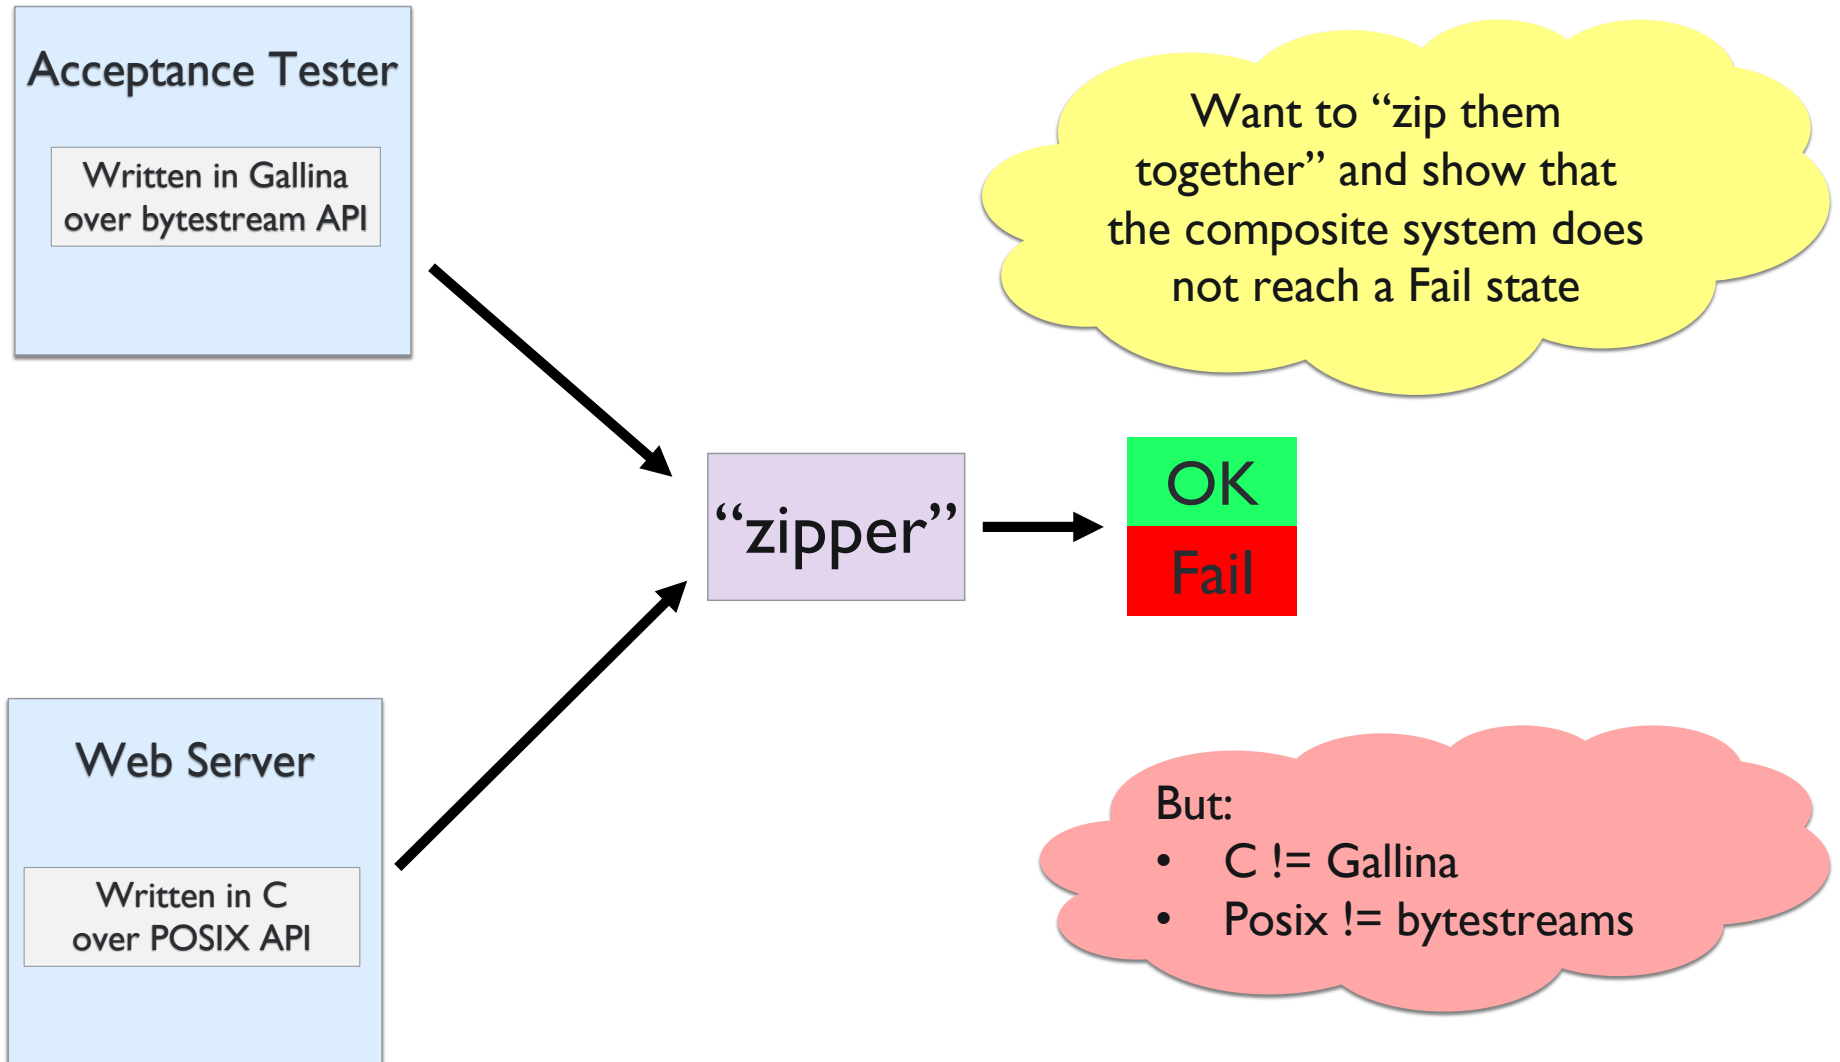 Acceptance Tester
Written in Gallina
over bytestream API
Want to “zip them
together” and show that
the composite system does
not reach a Fail state
“zipper”
OK
Fail
Web Server
Written in C
over POSIX API
But:
• C != Gallina
• Posix != bytestreams